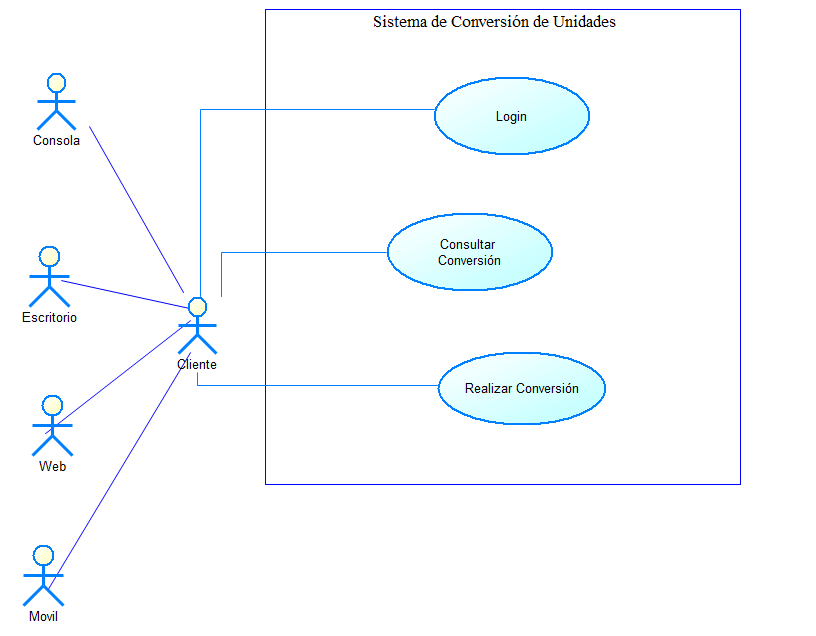 Sistema de Conversión de Unidades
Consola
Login
Consultar
Conversión
Escritorio
Cliente
Realizar Conversión
Web
Movil